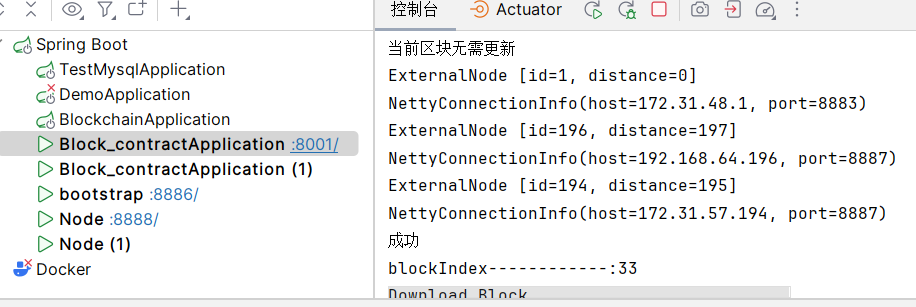 Spring Boot
TestMysqlApplication
DemoApplication
BlockchainApplication
Block_contractApplication :8001/
Block_contractApplication (1)
bootstrap :8886/
Node :8888/
Node (1)
Docker
控制台 Actuator
当前区块无需更新
ExternalNode [id=1, distance=0]
NettyConnectionInfo(host=172.31.48.1, port=8883)
ExternalNode [id=196, distance=197]
NettyConnectionInfo(host=192.168.64.196, port=8887)
ExternalNode [id=194, distance=195]
NettyConnectionInfo(host=172.31.57.194, port=8887)
成功
blockIndex------------:33
Download Block